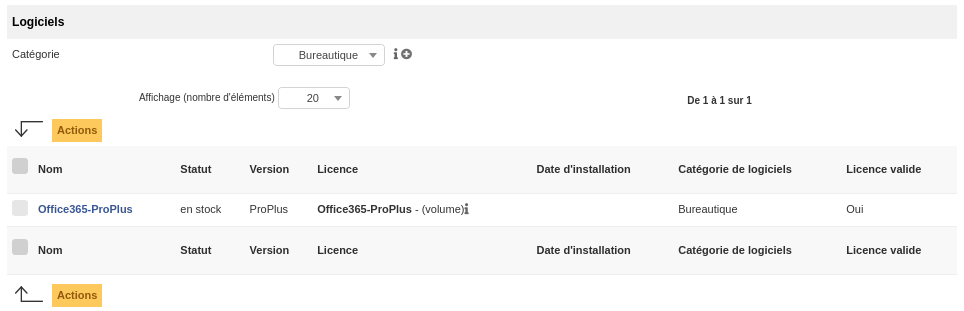 Logiciels
Catégorie Bureautique
Affichage (nombre d'éléments) 20 De 1 à 1 sur 1
Actions
Nom Statut Version Licence Date d'installation Catégorie de logiciels Licence valide
Office365-ProPlus en stock ProPlus Office365-ProPlus - (volume) Bureautique Oui
Nom Statut Version Licence Date d'installation Catégorie de logiciels Licence valide
Actions